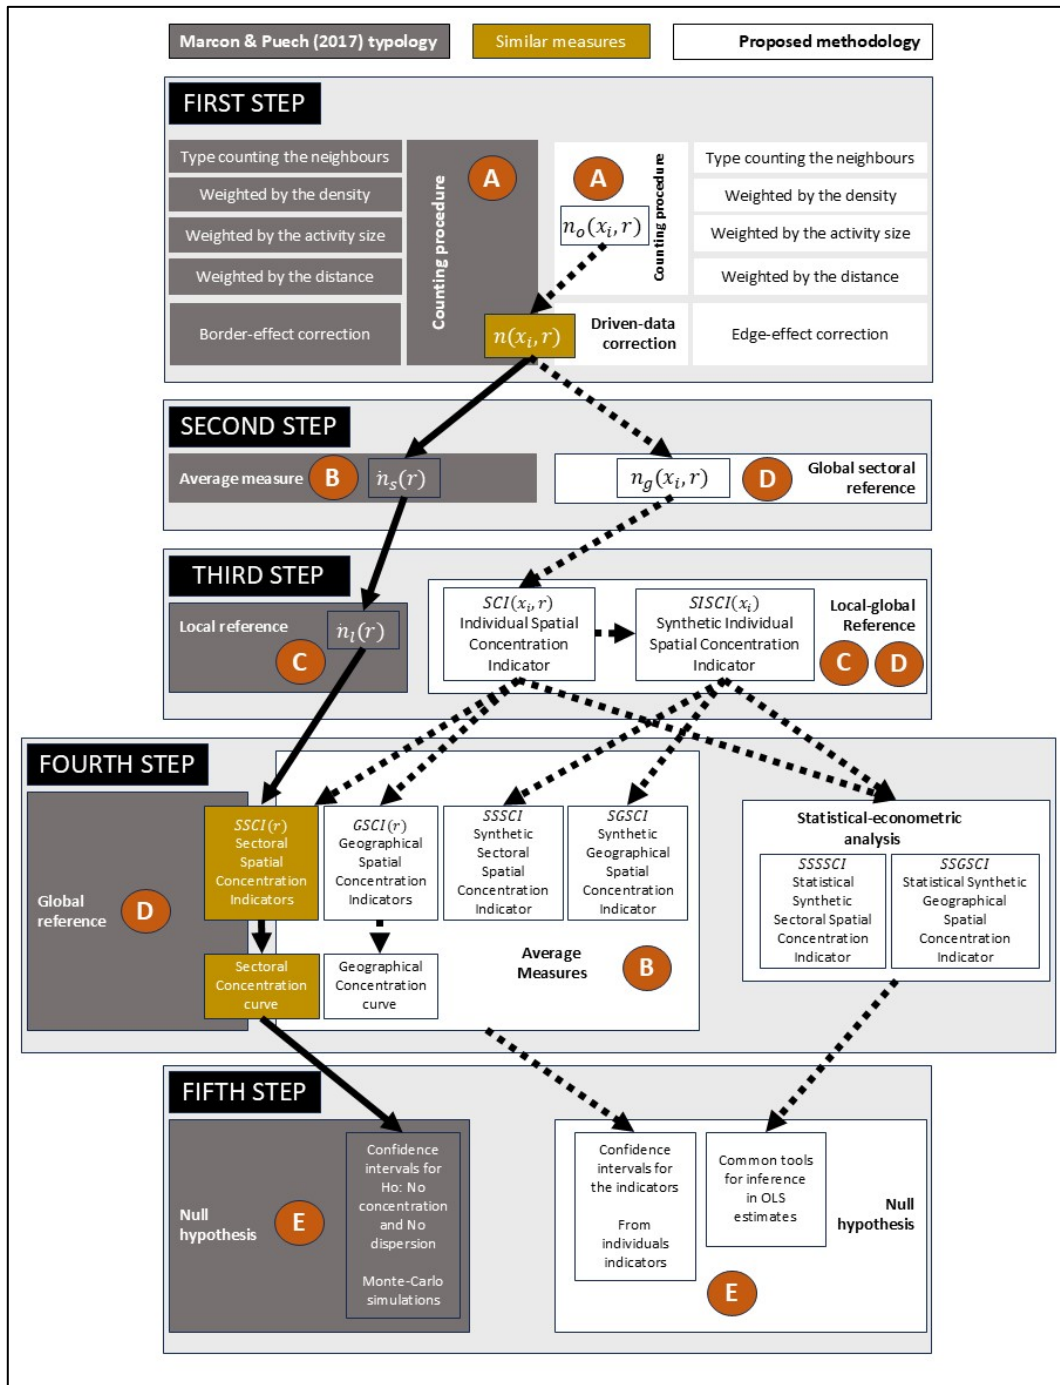 Marcon & Puech (2017) typology
Similar measures
Proposed methodology
FIRST STEP
Type counting the neighbours
Weighted by the density
Weighted by the activity size
Weighted by the distance
Border-effect correction
Counting procedure
A
A
n_o(x_i, r)
Counting procedure
Type counting the neighbours
Weighted by the density
Weighted by the activity size
Weighted by the distance
n(x_i, r)
Driven-data
correction
Edge-effect correction
SECOND STEP
Average measure
B
ṅ_s(r)
n_g(x_i, r)
D
Global sectoral
reference
THIRD STEP
Local reference
C
ṅ_l(r)
SCI(x_i, r)
Individual Spatial
Concentration
Indicator
SISCI(x_i)
Synthetic Individual
Spatial Concentration
Indicator
Local-global
Reference
C
D
FOURTH STEP
Global
reference
D
SSCI(r)
Sectoral
Spatial
Concentration
Indicators
GSCI(r)
Geographical
Spatial
Concentration
Indicators
SSSCI
Synthetic
Sectoral
Spatial
Concentration
Indicator
SGSCI
Synthetic
Geographical
Spatial
Concentration
Indicator
Sectoral
Concentration
curve
Geographical
Concentration curve
Average
Measures
B
Statistical-econometric
analysis
SSSSCI
Statistical
Synthetic
Sectoral Spatial
Concentration
Indicator
SSGSCI
Statistical Synthetic
Geographical
Spatial
Concentration
Indicator
FIFTH STEP
Null
hypothesis
E
Confidence
intervals for
Ho: No
concentration
and No
dispersion
Monte-Carlo
simulations
Confidence
intervals for
the indicators
From
individuals
indicators
Common tools
for inference
in OLS
estimates
Null
hypothesis
E